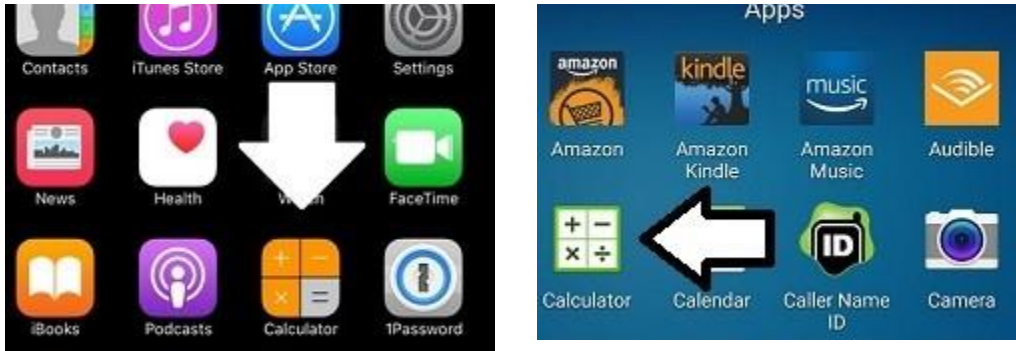 Contacts
iTunes Store
App Store
Settings
News
Health
FaceTime
iBooks
Podcasts
Calculator
1Password
Apps
amazon
kindle
music
Amazon
Amazon
Kindle
Amazon
Music
Audible
ID
Calculator
Calendar
Caller Name
ID
Camera